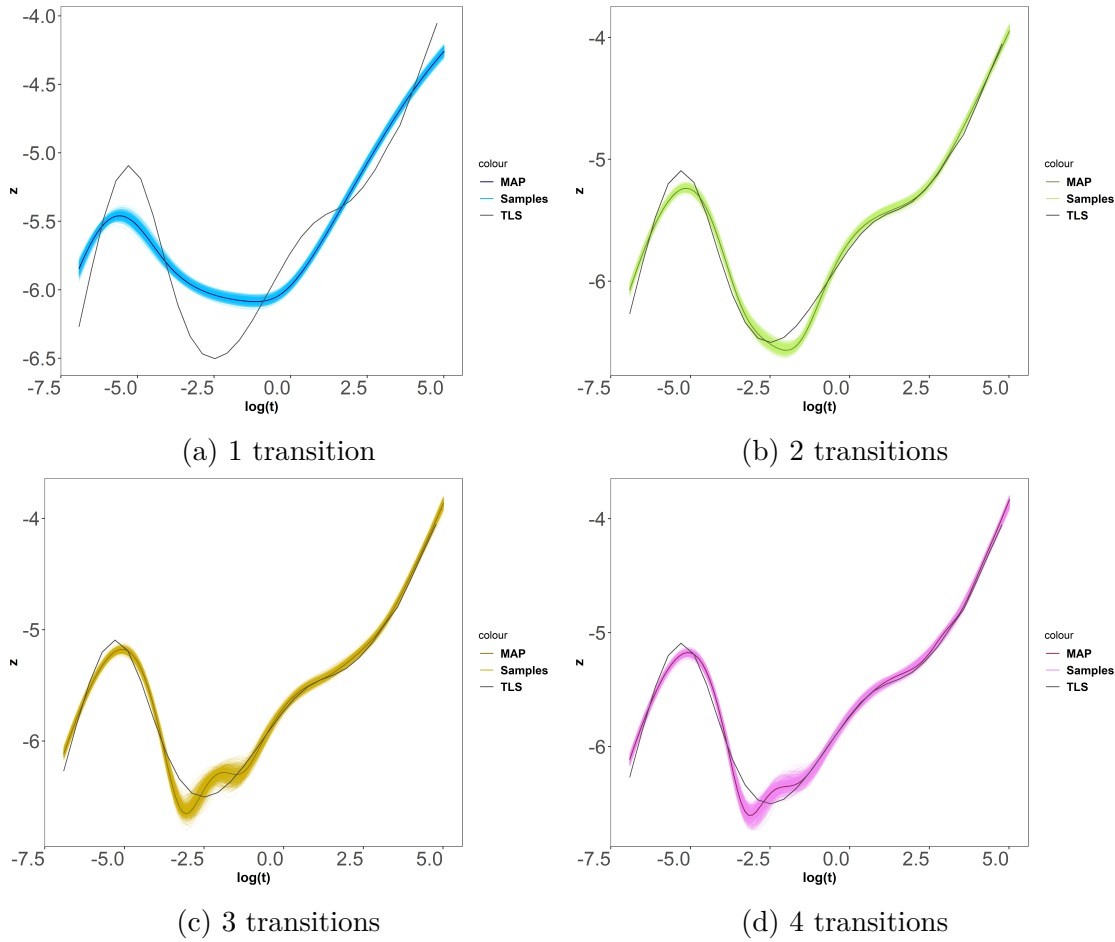 -4.0
-4.5
-5.0
-5.5
-6.0
-6.5
z
-7.5 -5.0 -2.5 0.0 2.5 5.0
log(t)
colour
MAP
Samples
TLS
(a) 1 transition
-4
-5
-6
z
-7.5 -5.0 -2.5 0.0 2.5 5.0
log(t)
colour
MAP
Samples
TLS
(b) 2 transitions
-4
-5
-6
z
-7.5 -5.0 -2.5 0.0 2.5 5.0
log(t)
colour
MAP
Samples
TLS
(c) 3 transitions
-4
-5
-6
z
-7.5 -5.0 -2.5 0.0 2.5 5.0
log(t)
colour
MAP
Samples
TLS
(d) 4 transitions